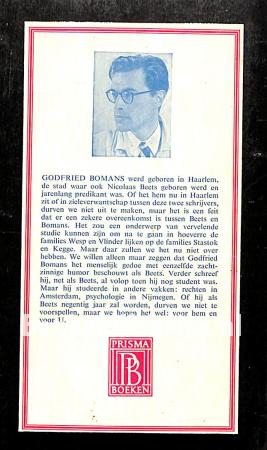 GODFRIED BOMANS werd geboren in Haarlem,
de stad waar ook Nicolaas Beets geboren werd en
jarenlang predikant was. Of het hem nu in Haarlem
zit of in zieleverwantschap tussen deze twee schrijvers,
durven we niet uit te maken, maar het is een feit
dat er een zekere overeenkomst is tussen Beets en
Bomans. Het zou een onderwerp van vervelende
studie kunnen zijn om na te gaan in hoeverre de
families Wesp en Vlinder lijken op de families Stastok
en Kegge. Maar daar zullen we het nu niet over
hebben. We willen alleen maar zeggen dat Godfried
Bomans het menselijk gedoe met eenzelfde zacht-
zinnige humor beschouwt als Beets. Verder schreef
hij, net als Beets, al volop toen hij nog student was.
Maar hij studeerde in andere vakken: rechten in
Amsterdam, psychologie in Nijmegen. Of hij als
Beets negentig jaar zal worden, durven we niet te
voorspellen, maar we hopen het wel: voor hem en
voor U.
PRISMA
PB
BOEKEN